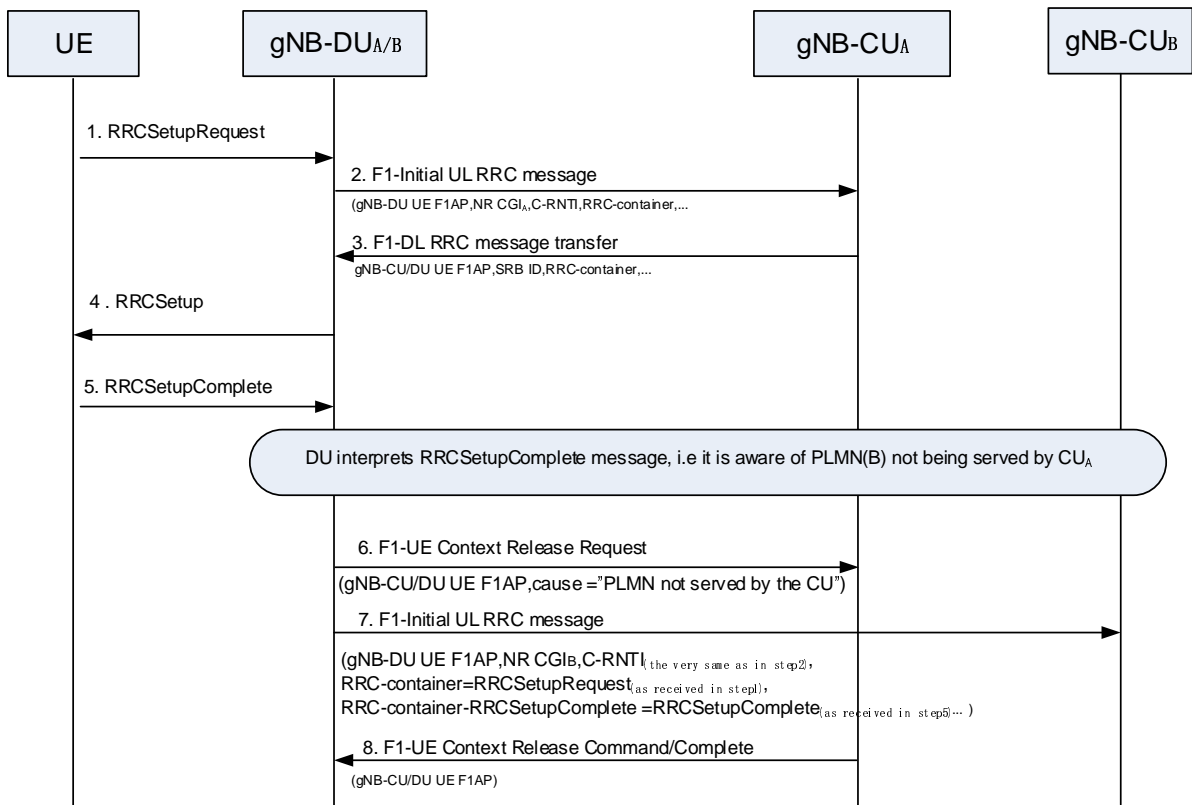 UE
gNB-DUA/B
gNB-CUA
gNB-CUB
1. RRCSetupRequest
2. F1-Initial UL RRC message
(gNB-DU UE F1AP,NR CGIA,C-RNTI,RRC-container,...
3. F1-DL RRC message transfer
gNB-CU/DU UE F1AP,SRB ID,RRC-container,...
4 . RRCSetup
5. RRCSetupComplete
DU interprets RRCSetupComplete message, i.e it is aware of PLMN(B) not being served by CUA
6. F1-UE Context Release Request
(gNB-CU/DU UE F1AP,cause =”PLMN not served by the CU”)
7. F1-Initial UL RRC message
(gNB-DU UE F1AP,NR CGIB,C-RNTI(the very same as in step2),
RRC-container=RRCSetupRequest(as received in step1),
RRC-container-RRCSetupComplete =RRCSetupComplete(as received in step5)... )
8. F1-UE Context Release Command/Complete
(gNB-CU/DU UE F1AP)